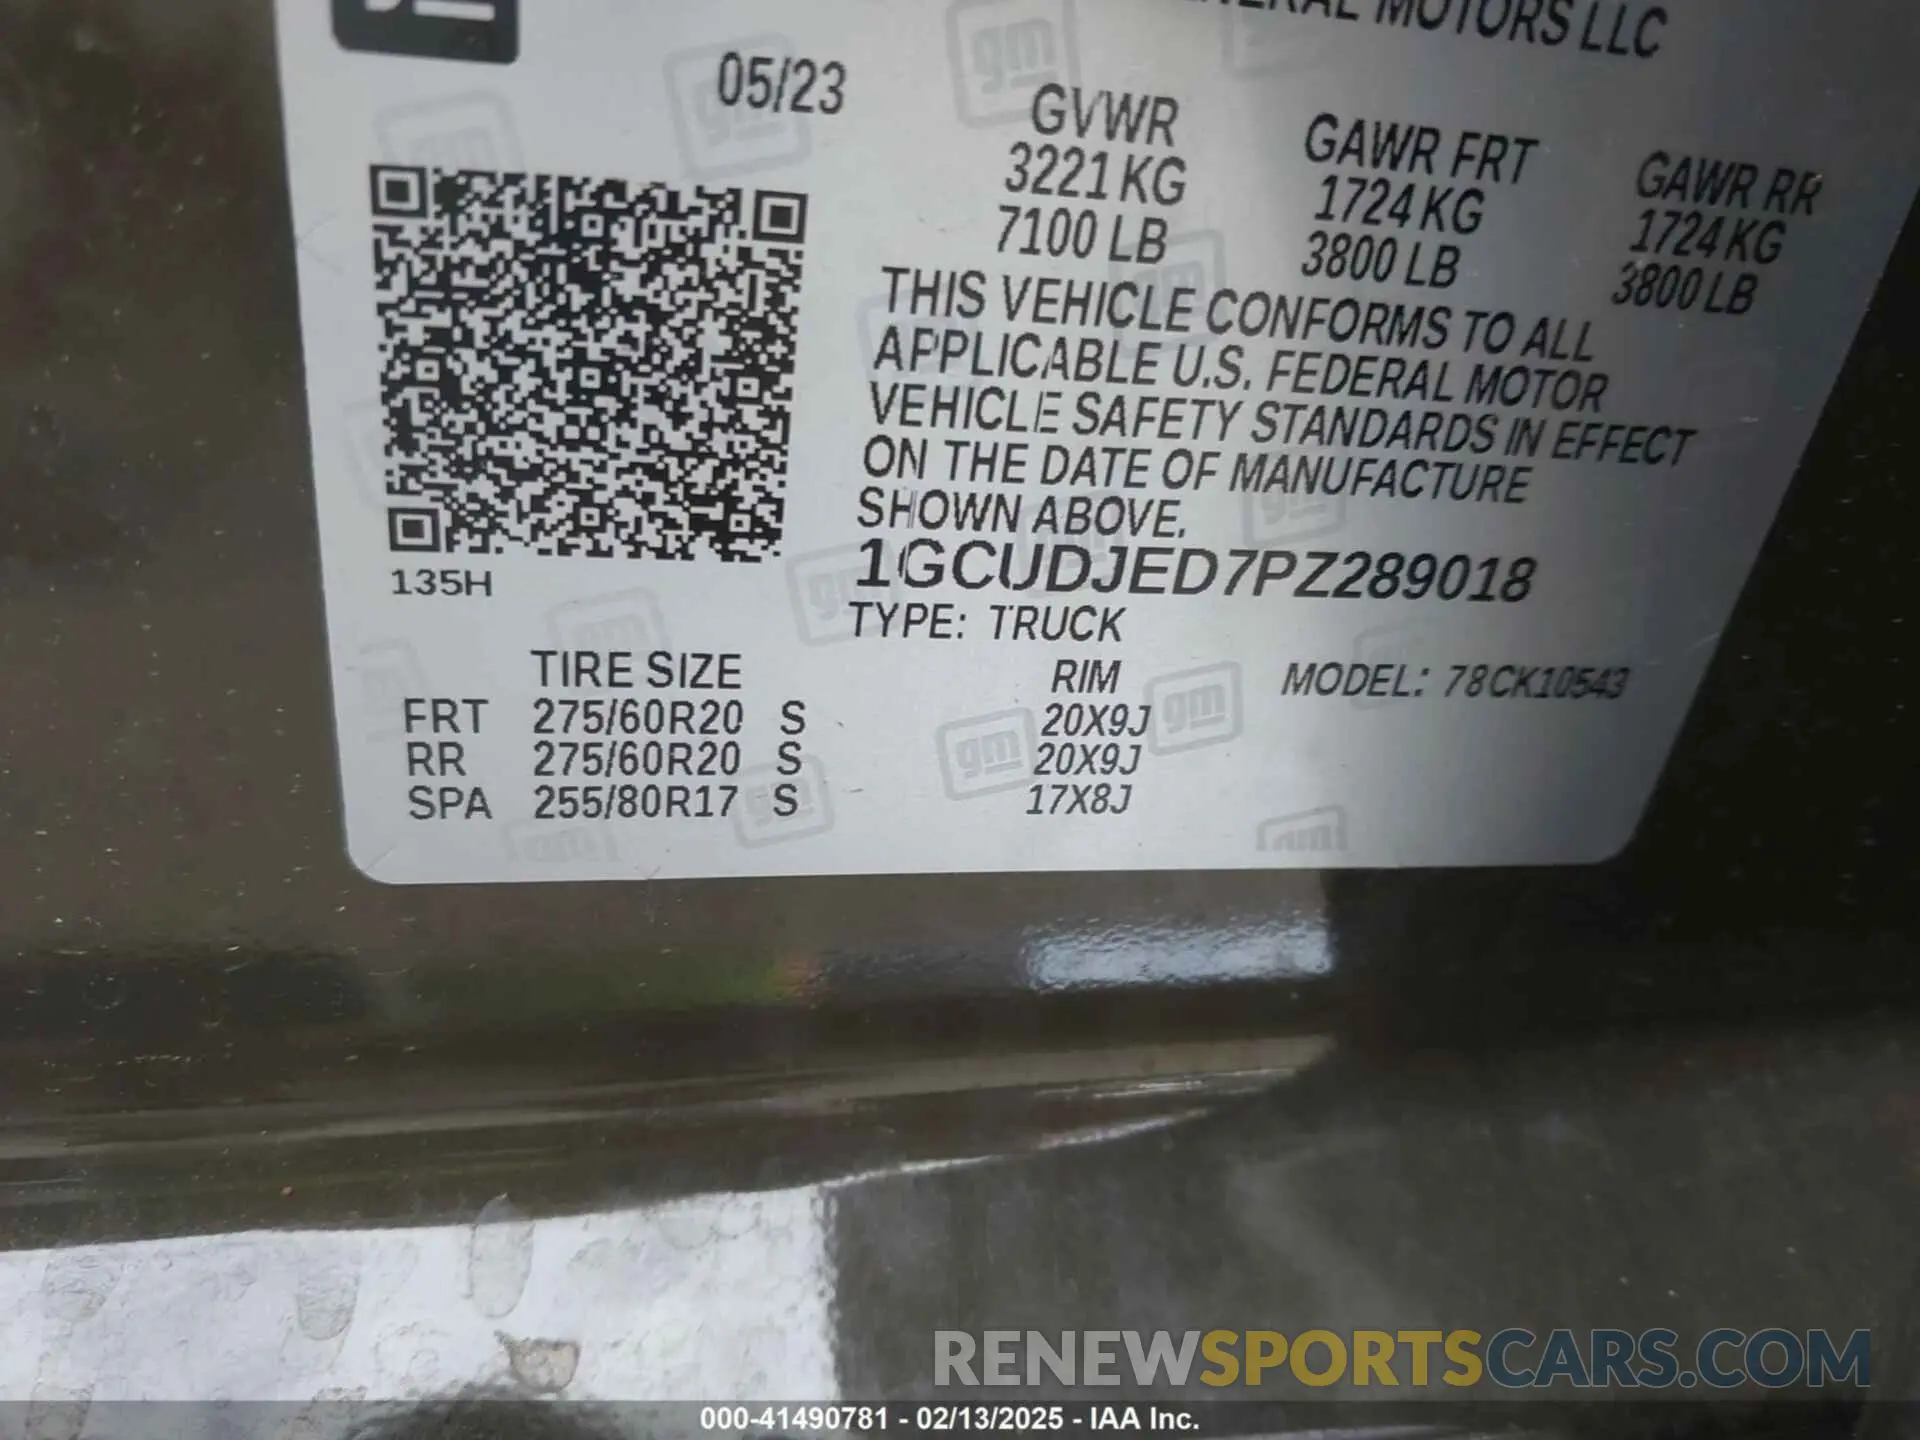 MOTORS LLC
05/23
GVWR GAWR FRT GAWR RR
3221 KG 1724 KG 1724 KG
7100 LB 3800 LB 3800 LB
THIS VEHICLE CONFORMS TO ALL
APPLICABLE U.S. FEDERAL MOTOR
VEHICLE SAFETY STANDARDS IN EFFECT
ON THE DATE OF MANUFACTURE
SHOWN ABOVE.
1GCUDJED7PZ289018
135H
TYPE: TRUCK
TIRE SIZE RIM MODEL: 78CK10543
FRT 275/60R20 S 20X9J
RR 275/60R20 S 20X9J
SPA 255/80R17 S 17X8J
gm
RENEWSPORTSCARS.COM
000-41490781 - 02/13/2025 - IAA Inc.